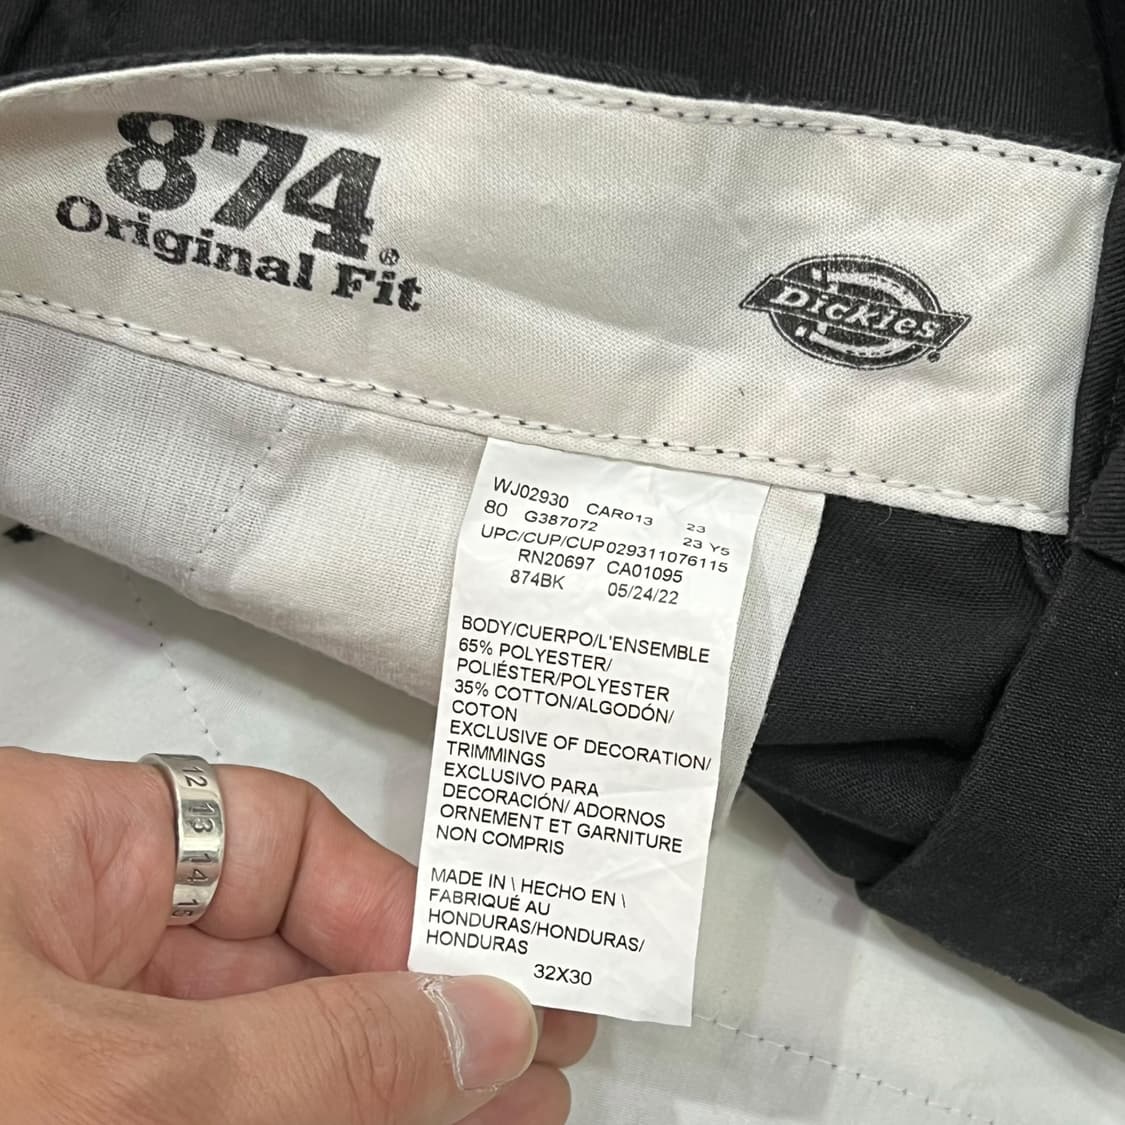 874®
Original Fit
Dickies®
WJ02930 CAR013 23
80 G387072 23 Y5
UPC/CUP/CUP029311076115
RN20697 CA01095
874BK 05/24/22
BODY/CUERPO/L'ENSEMBLE
65% POLYESTER/
POLIÉSTER/POLYESTER
35% COTTON/ALGODÓN/
COTON
EXCLUSIVE OF DECORATION/
TRIMMINGS
EXCLUSIVO PARA
DECORACIÓN/ ADORNOS
ORNEMENT ET GARNITURE
NON COMPRIS
MADE IN \ HECHO EN \
FABRIQUÉ AU
HONDURAS/HONDURAS/
HONDURAS
32X30
12 13 14 15